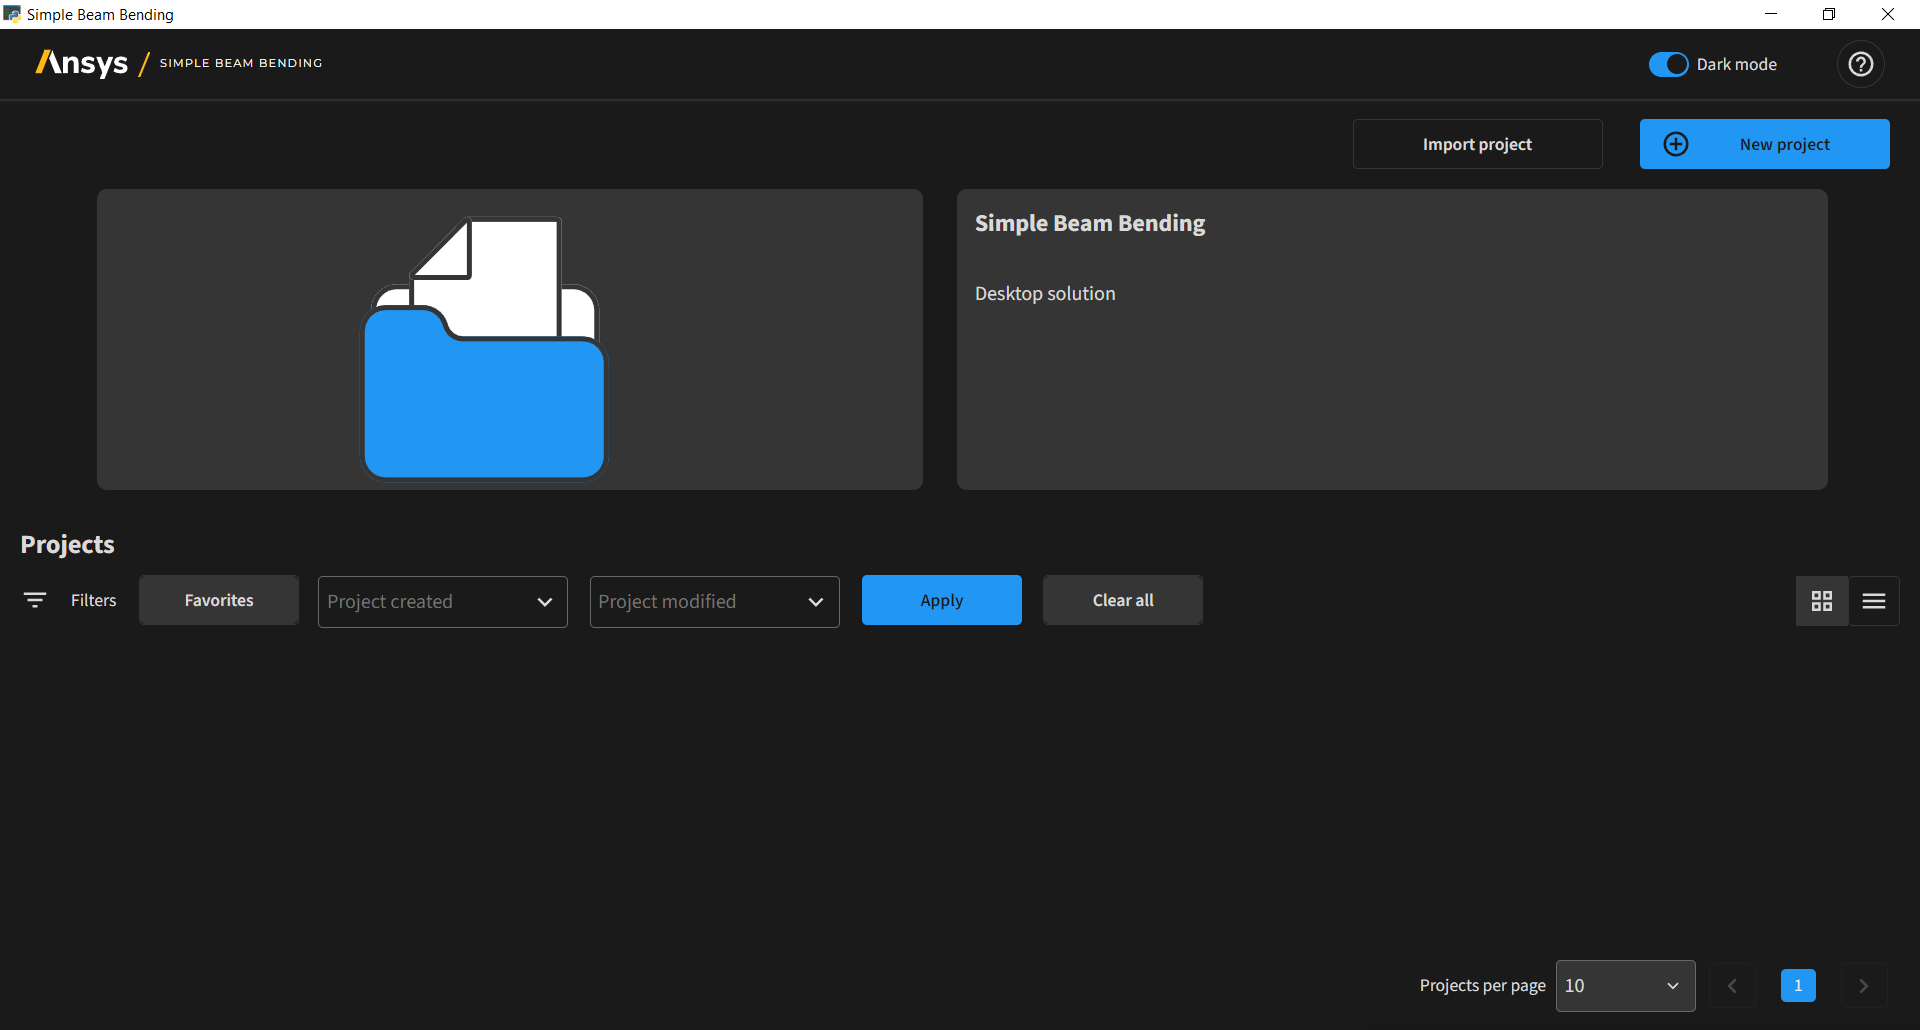 Simple Beam Bending
Ansys / SIMPLE BEAM BENDING
Dark mode
Import project
New project
Simple Beam Bending
Desktop solution
Projects
Filters
Favorites
Project created
Project modified
Apply
Clear all
Projects per page
10
1